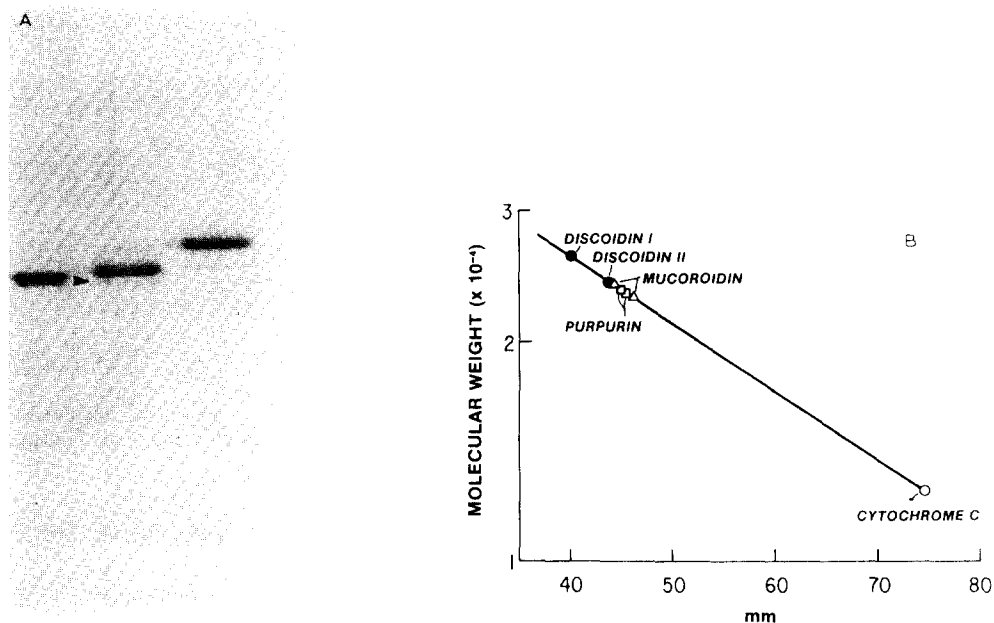 A
B
3
2
1
MOLECULAR WEIGHT (x 10⁻⁴)
DISCOIDIN I
DISCOIDIN II
MUCOROIDIN
PURPURIN
CYTOCHROME C
40 50 60 70 80
mm